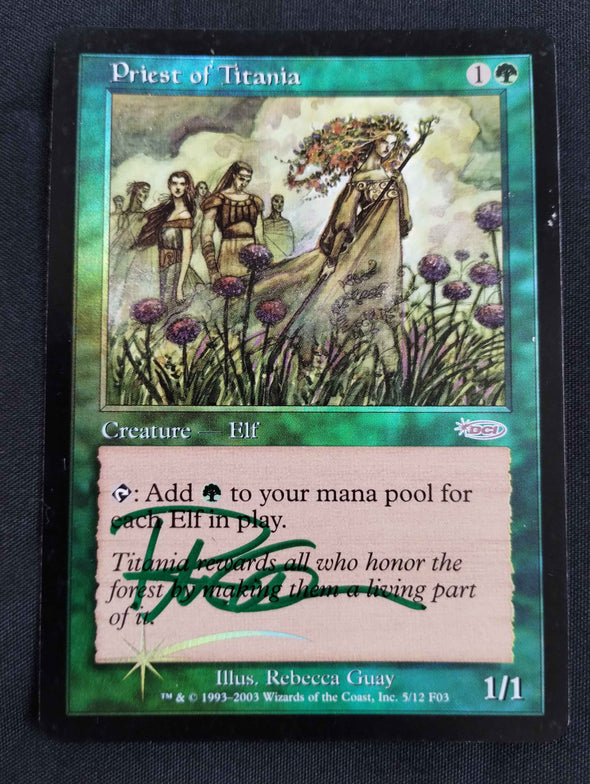 Priest of Titania 1
Creature — Elf DCI
: Add to your mana pool for
each Elf in play.
Titania rewards all who honor the
forest by making them a living part
of it.
Illus. Rebecca Guay
™ & © 1993–2003 Wizards of the Coast, Inc. 5/12 F03
1/1